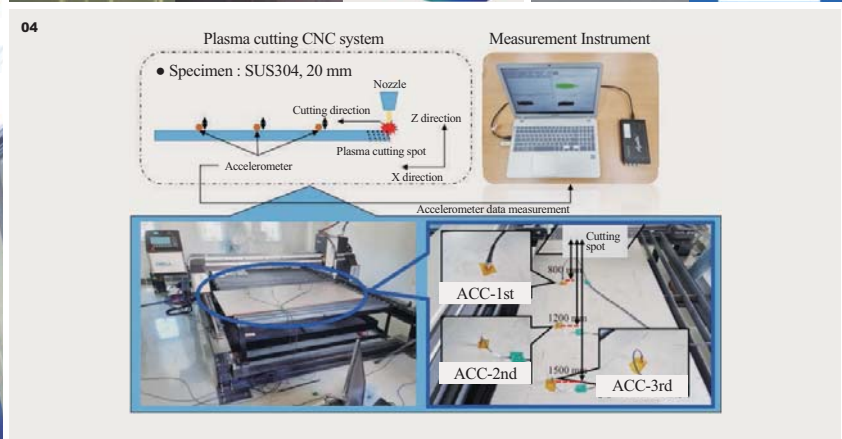 04
Plasma cutting CNC system
Measurement Instrument
● Specimen : SUS304, 20 mm
Nozzle
Cutting direction
Z direction
Plasma cutting spot
Accelerometer
X direction
Accelerometer data measurement
Cutting
spot
800 mm
ACC-1st
1200 mm
ACC-2nd
1500 mm
ACC-3rd